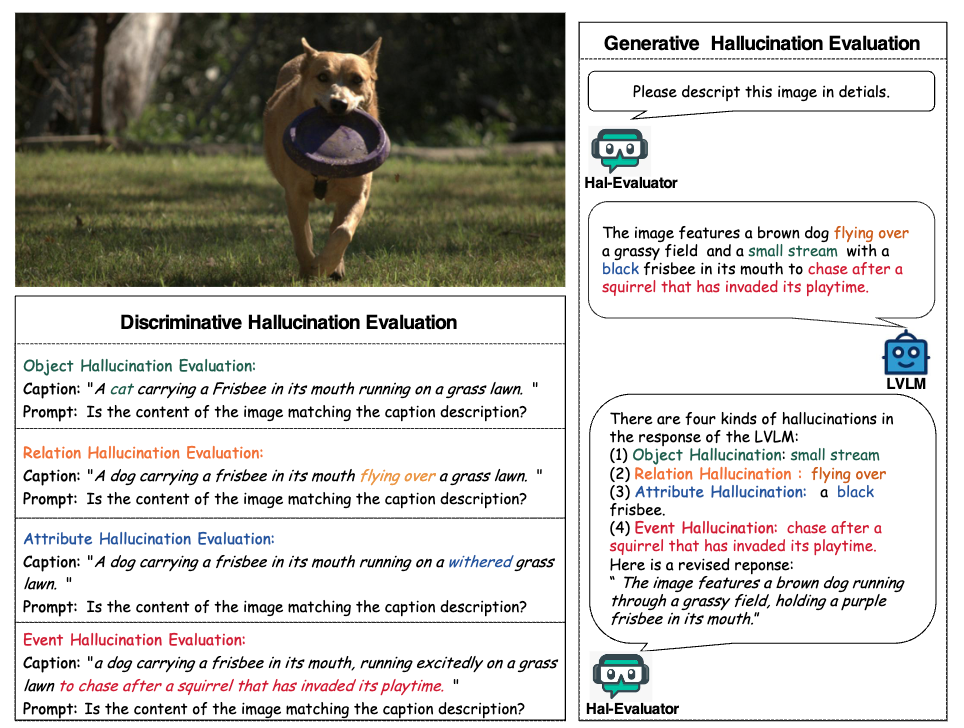 Discriminative Hallucination Evaluation
Object Hallucination Evaluation:
Caption: "A cat carrying a Frisbee in its mouth running on a grass lawn. "
Prompt: Is the content of the image matching the caption description?
Relation Hallucination Evaluation:
Caption: "A dog carrying a frisbee in its mouth flying over a grass lawn. "
Prompt: Is the content of the image matching the caption description?
Attribute Hallucination Evaluation:
Caption: "A dog carrying a frisbee in its mouth running on a withered grass
lawn. "
Prompt: Is the content of the image matching the caption description?
Event Hallucination Evaluation:
Caption: "a dog carrying a frisbee in its mouth, running excitedly on a grass
lawn to chase after a squirrel that has invaded its playtime. "
Prompt: Is the content of the image matching the caption description?
Generative Hallucination Evaluation
Please descript this image in detials.
Hal-Evaluator
The image features a brown dog flying over
a grassy field and a small stream with a
black frisbee in its mouth to chase after a
squirrel that has invaded its playtime.
LVLM
There are four kinds of hallucinations in
the response of the LVLM:
(1) Object Hallucination: small stream
(2) Relation Hallucination : flying over
(3) Attribute Hallucination: a black
frisbee.
(4) Event Hallucination: chase after a
squirrel that has invaded its playtime.
Here is a revised reponse:
" The image features a brown dog running
through a grassy field, holding a purple
frisbee in its mouth."
Hal-Evaluator